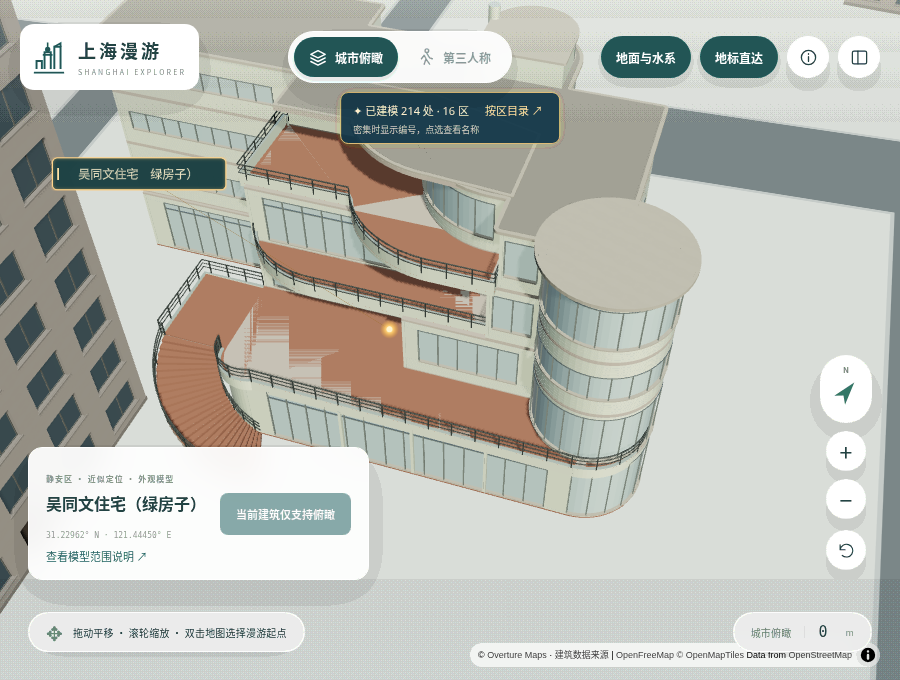 上海漫游
SHANGHAI EXPLORER
城市俯瞰
第三人称
地面与水系
地标直达
✦ 已建模 214 处 · 16 区 按区目录 ↗
密集时显示编号，点选查看名称
吴同文住宅 绿房子）
N
静安区 · 近似定位 · 外观模型
吴同文住宅（绿房子）
当前建筑仅支持俯瞰
31.22962° N · 121.44450° E
查看模型范围说明 ↗
拖动平移 · 滚轮缩放 · 双击地图选择漫游起点
城市俯瞰 0 m
© Overture Maps · 建筑数据来源 | OpenFreeMap © OpenMapTiles Data from OpenStreetMap